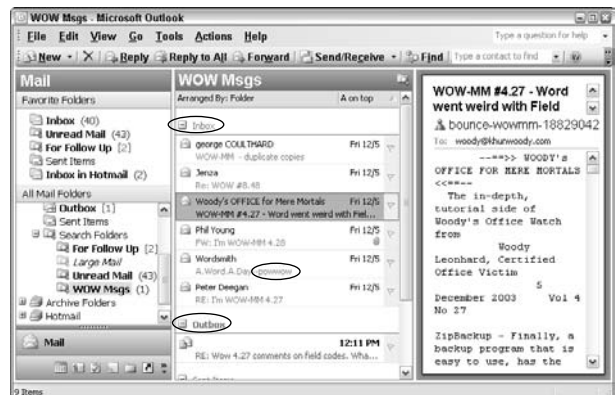 WOW Msgs - Microsoft Outlook
File Edit View Go Tools Actions Help
Type a question for help
New Reply Reply to All Forward Send/Receive Find Type a contact to find
Mail
Favorite Folders
Inbox (40)
Unread Mail (43)
For Follow Up [2]
Sent Items
Inbox in Hotmail (2)
All Mail Folders
Outbox [1]
Sent Items
Search Folders
For Follow Up [2]
Large Mail
Unread Mail (43)
WOW Msgs (1)
Archive Folders
Hotmail
Mail
9 Items
WOW Msgs
Arranged By: Folder A on top
Inbox
george COULTHARD Fri 12/5
WOW-MM - duplicate copies
Jenza Fri 12/5
Re: WOW #8.48
Woody's OFFICE for Mere Mortals Fri 12/5
WOW-MM #4.27 - Word went weird with Fiel...
Phil Young Fri 12/5
FW: I'm WOW-MM 4.28
Wordsmith Fri 12/5
A.Word.A.Day--powwow
Peter Deegan Fri 12/5
RE: I'm WOW-MM 4.27
Outbox
12:11 PM
RE: Wow 4.27 comments on field codes. Wha...
Sent Items
WOW-MM #4.27 - Word
went weird with Field
bounce-wowmm-18829042
To: woody@khunwoody.com
--==>> WOODY's
OFFICE FOR MERE MORTALS
<<==--
The in-depth,
tutorial side of
Woody's Office Watch
from
Woody
Leonhard, Certified
Office Victim
S
December 2003 Vol 4
No 27
ZipBackup - Finally, a
backup program that is
easy to use, has the